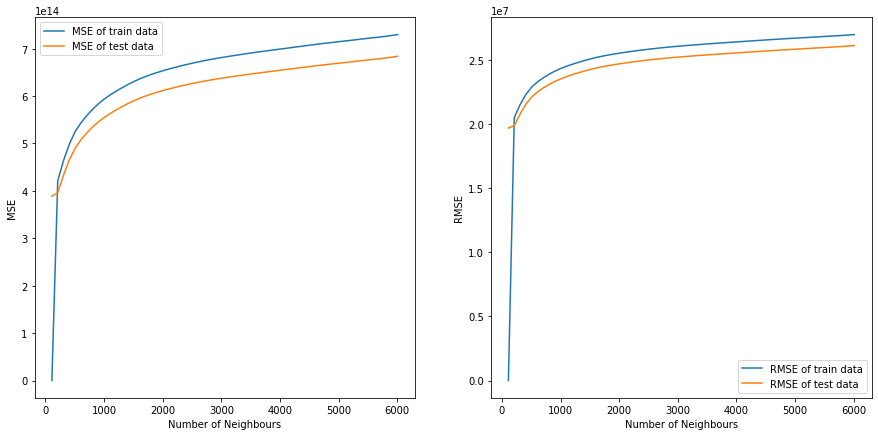 1e14
MSE of train data
MSE of test data
7
6
5
4
3
2
1
0
MSE
0 1000 2000 3000 4000 5000 6000
Number of Neighbours
1e7
2.5
2.0
1.5
1.0
0.5
0.0
RMSE
RMSE of train data
RMSE of test data
0 1000 2000 3000 4000 5000 6000
Number of Neighbours